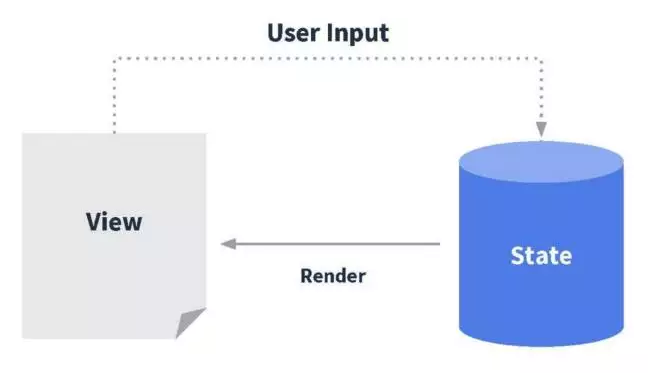 User Input
View
State
Render